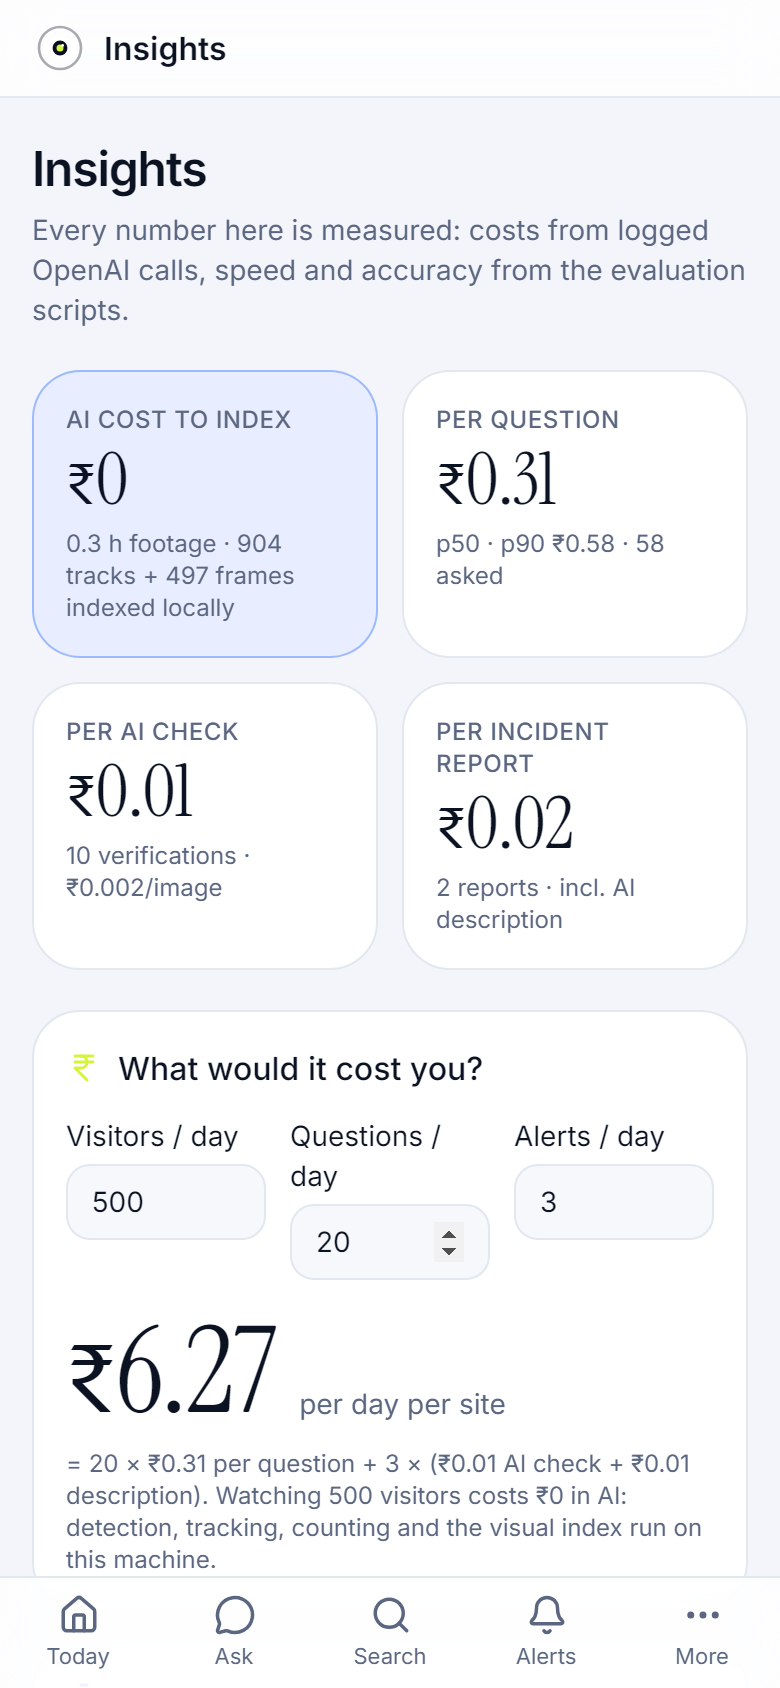 Insights
Insights
Every number here is measured: costs from logged
OpenAI calls, speed and accuracy from the evaluation
scripts.
AI COST TO INDEX
₹0
0.3 h footage · 904
tracks + 497 frames
indexed locally
PER QUESTION
₹0.31
p50 · p90 ₹0.58 · 58
asked
PER AI CHECK
₹0.01
10 verifications ·
₹0.002/image
PER INCIDENT
REPORT
₹0.02
2 reports · incl. AI
description
₹ What would it cost you?
Visitors / day
500
Questions /
day
20
Alerts / day
3
₹6.27 per day per site
= 20 × ₹0.31 per question + 3 × (₹0.01 AI check + ₹0.01
description). Watching 500 visitors costs ₹0 in AI:
detection, tracking, counting and the visual index run on
this machine.
Today
Ask
Search
Alerts
More